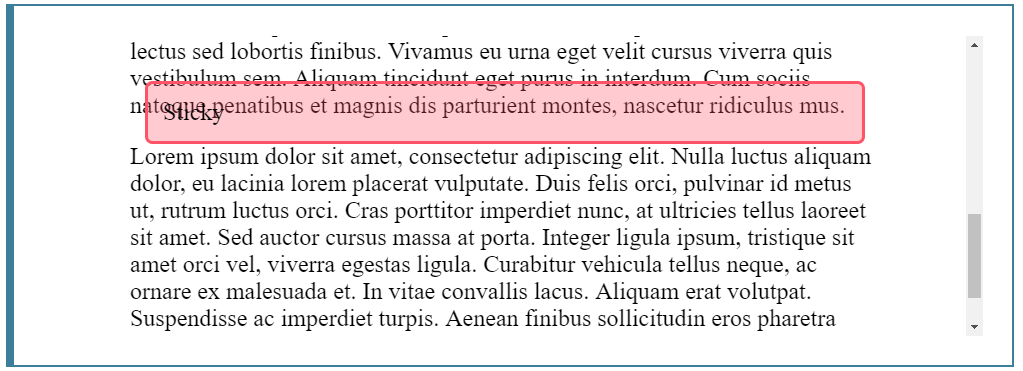 lectus sed lobortis finibus. Vivamus eu urna eget velit cursus viverra quis
vestibulum sem. Aliquam tincidunt eget purus in interdum. Cum sociis
natoque penatibus et magnis dis parturient montes, nascetur ridiculus mus.
Sticky
Lorem ipsum dolor sit amet, consectetur adipiscing elit. Nulla luctus aliquam
dolor, eu lacinia lorem placerat vulputate. Duis felis orci, pulvinar id metus
ut, rutrum luctus orci. Cras porttitor imperdiet nunc, at ultricies tellus laoreet
sit amet. Sed auctor cursus massa at porta. Integer ligula ipsum, tristique sit
amet orci vel, viverra egestas ligula. Curabitur vehicula tellus neque, ac
ornare ex malesuada et. In vitae convallis lacus. Aliquam erat volutpat.
Suspendisse ac imperdiet turpis. Aenean finibus sollicitudin eros pharetra